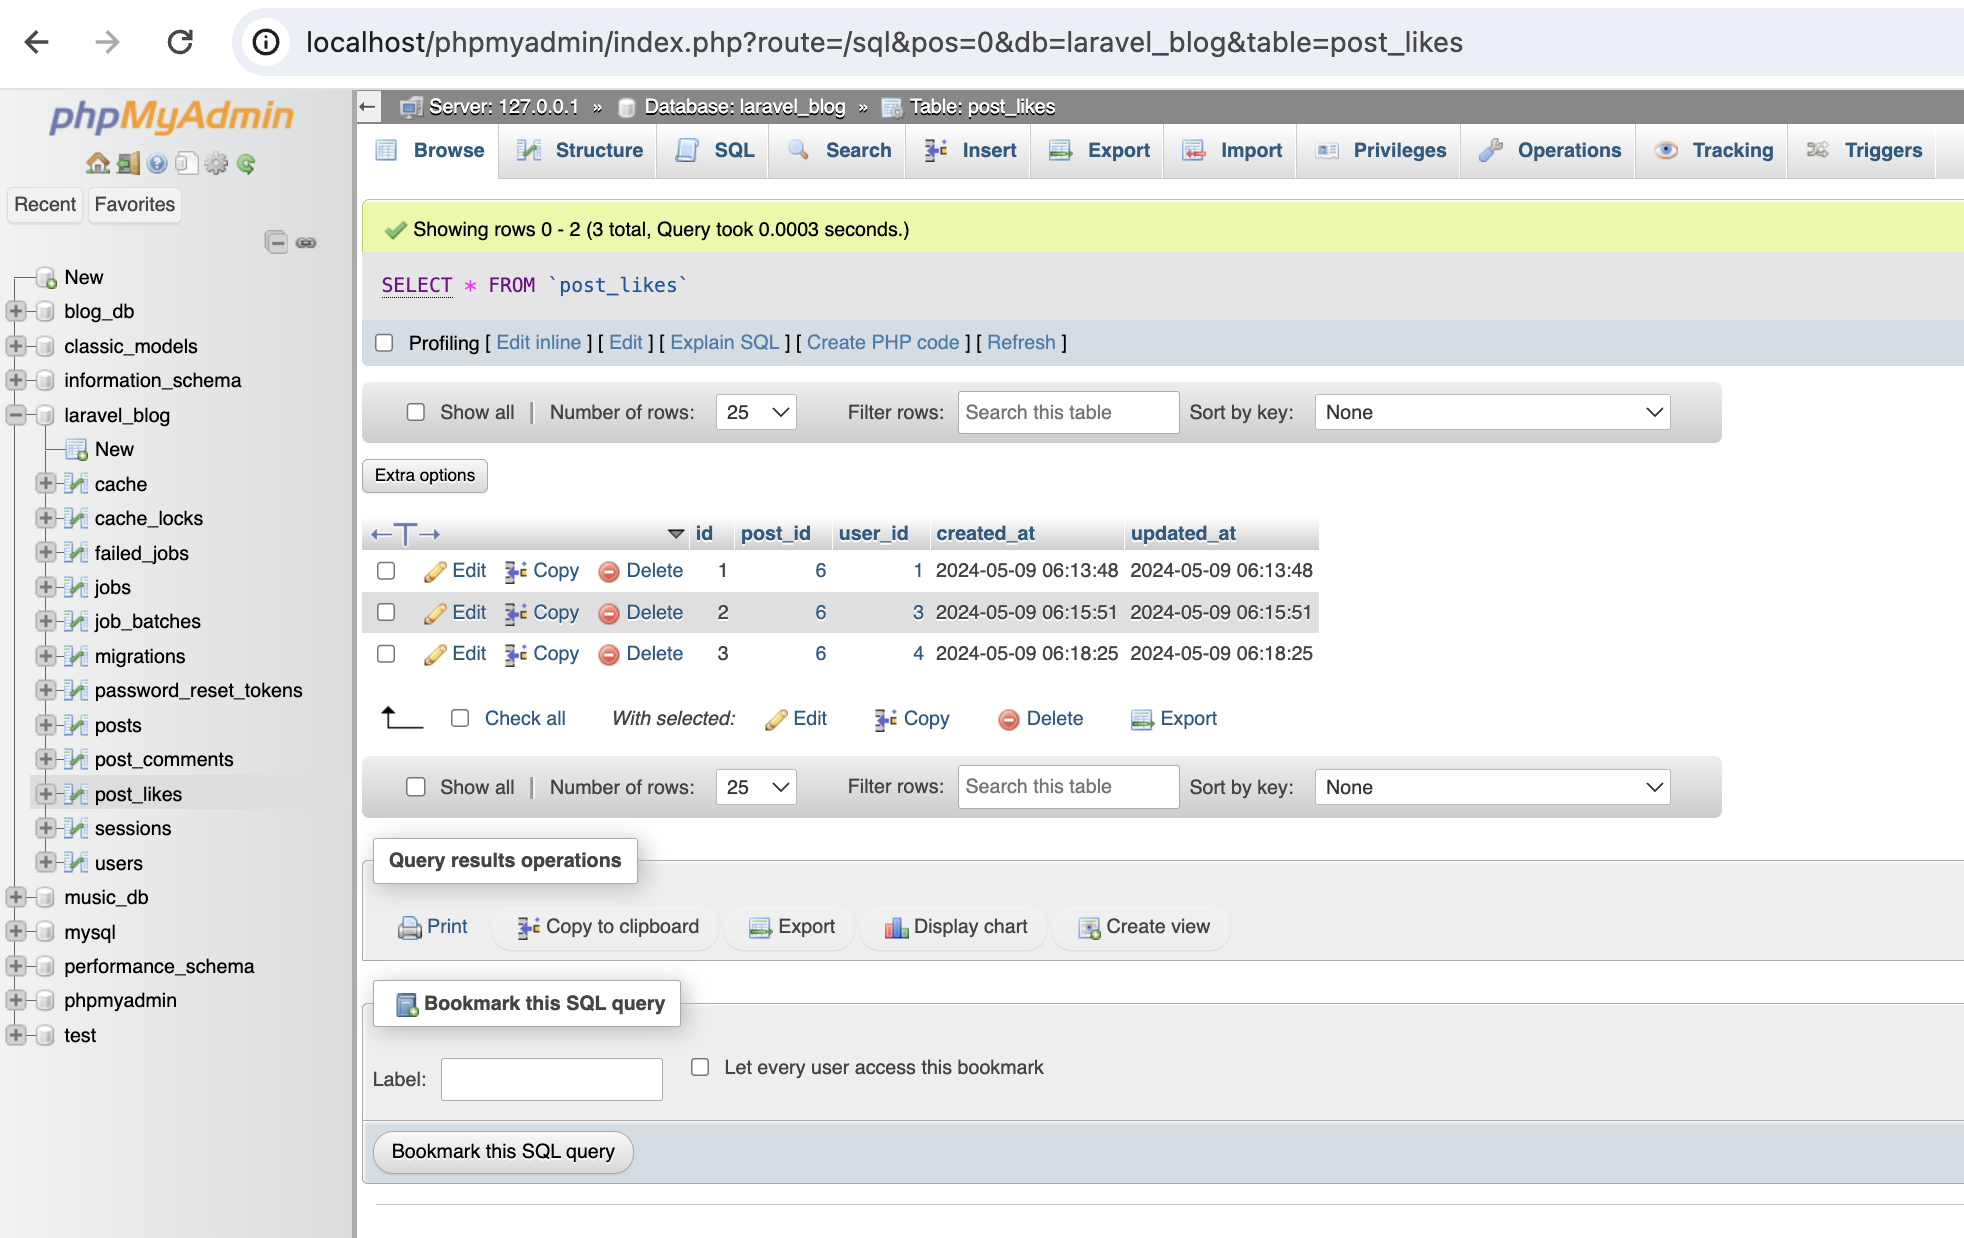 localhost/phpmyadmin/index.php?route=/sql&pos=0&db=laravel_blog&table=post_likes
phpMyAdmin
Recent Favorites
New
blog_db
classic_models
information_schema
laravel_blog
New
cache
cache_locks
failed_jobs
jobs
job_batches
migrations
password_reset_tokens
posts
post_comments
post_likes
sessions
users
music_db
mysql
performance_schema
phpmyadmin
test
Server: 127.0.0.1 » Database: laravel_blog » Table: post_likes
Browse Structure SQL Search Insert Export Import Privileges Operations Tracking Triggers
Showing rows 0 - 2 (3 total, Query took 0.0003 seconds.)
SELECT * FROM `post_likes`
Profiling [ Edit inline ] [ Edit ] [ Explain SQL ] [ Create PHP code ] [ Refresh ]
Show all | Number of rows: 25 Filter rows: Search this table Sort by key: None
Extra options
←T→ id post_id user_id created_at updated_at
Edit Copy Delete 1 6 1 2024-05-09 06:13:48 2024-05-09 06:13:48
Edit Copy Delete 2 6 3 2024-05-09 06:15:51 2024-05-09 06:15:51
Edit Copy Delete 3 6 4 2024-05-09 06:18:25 2024-05-09 06:18:25
Check all With selected: Edit Copy Delete Export
Show all | Number of rows: 25 Filter rows: Search this table Sort by key: None
Query results operations
Print Copy to clipboard Export Display chart Create view
Bookmark this SQL query
Label: Let every user access this bookmark
Bookmark this SQL query